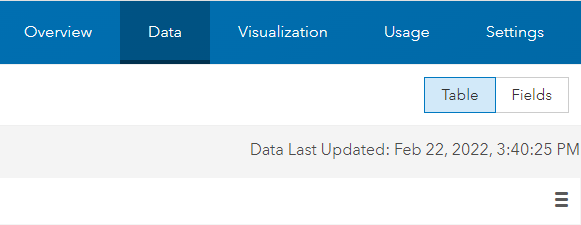 Overview Data Visualization Usage Settings
Table Fields
Data Last Updated: Feb 22, 2022, 3:40:25 PM